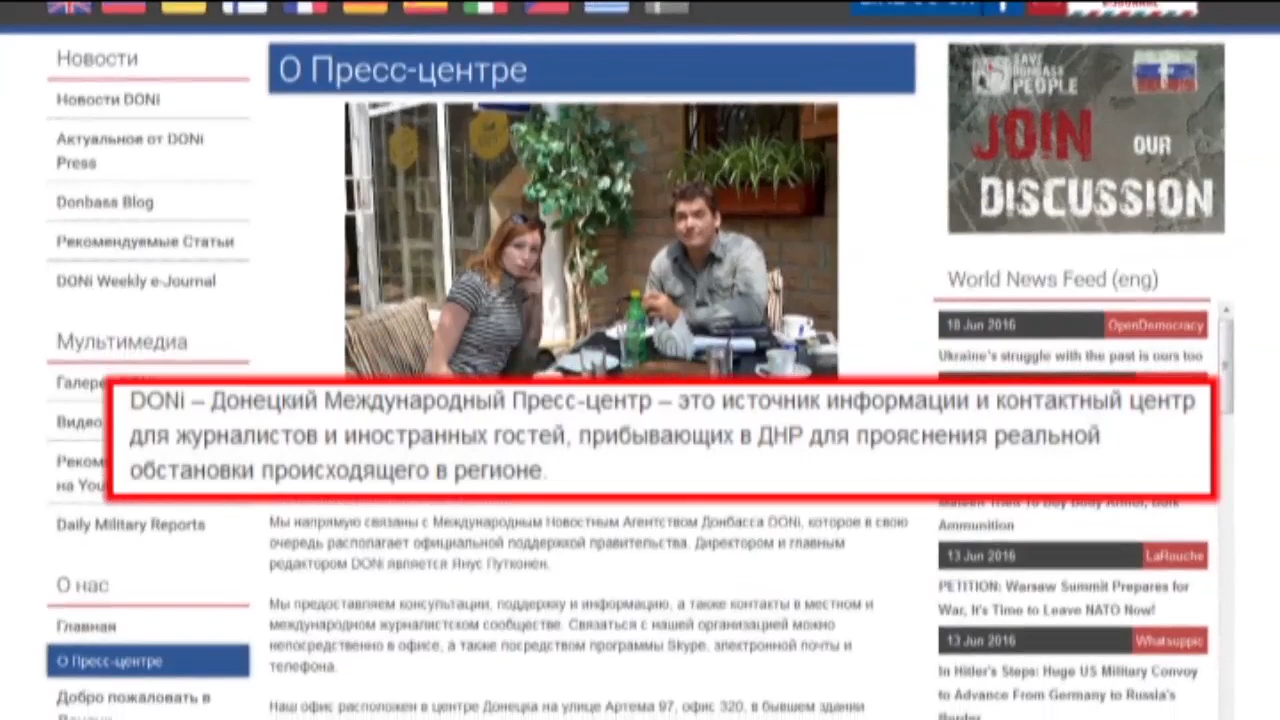 Новости
Новости DONi
Актуальное от DONi
Press
Donbass Blog
Рекомендуемые Статьи
DONi Weekly e-Journal
Мультимедиа
Видео
на You
Daily Military Reports
О нас
Главная
О Пресс-центре
Добро пожаловать в
О Пресс-центре
DONi – Донецкий Международный Пресс-центр – это источник информации и контактный центр
для журналистов и иностранных гостей, прибывающих в ДНР для прояснения реальной
обстановки происходящего в регионе.
Мы напрямую связаны с Международным Новостным Агентством Донбасса DONi, которое в свою
очередь располагает официальной поддержкой правительства. Директором и главным
редактором DONi является Янус Путконен.
Мы предоставляем консультации, поддержку и информацию, а также контакты в местном и
международном журналистском сообществе. Связаться с нашей организацией можно
непосредственно в офисе, а также посредством программы Skype, электронной почты и
телефона.
Наш офис расположен в центре Донецка на улице Артема 97, офис 320, в бывшем здании
SAVE
DONBASS
PEOPLE
JOIN OUR
DISCUSSION
World News Feed (eng)
18 Jun 2016 OpenDemocracy
Ukraine's struggle with the past is ours too
Ammunition
13 Jun 2016 LaRouche
PETITION: Warsaw Summit Prepares for
War, It's Time to Leave NATO Now!
13 Jun 2016 Whatsuppic
In Hitler's Steps: Huge US Military Convoy
to Advance From Germany to Russia's
Border